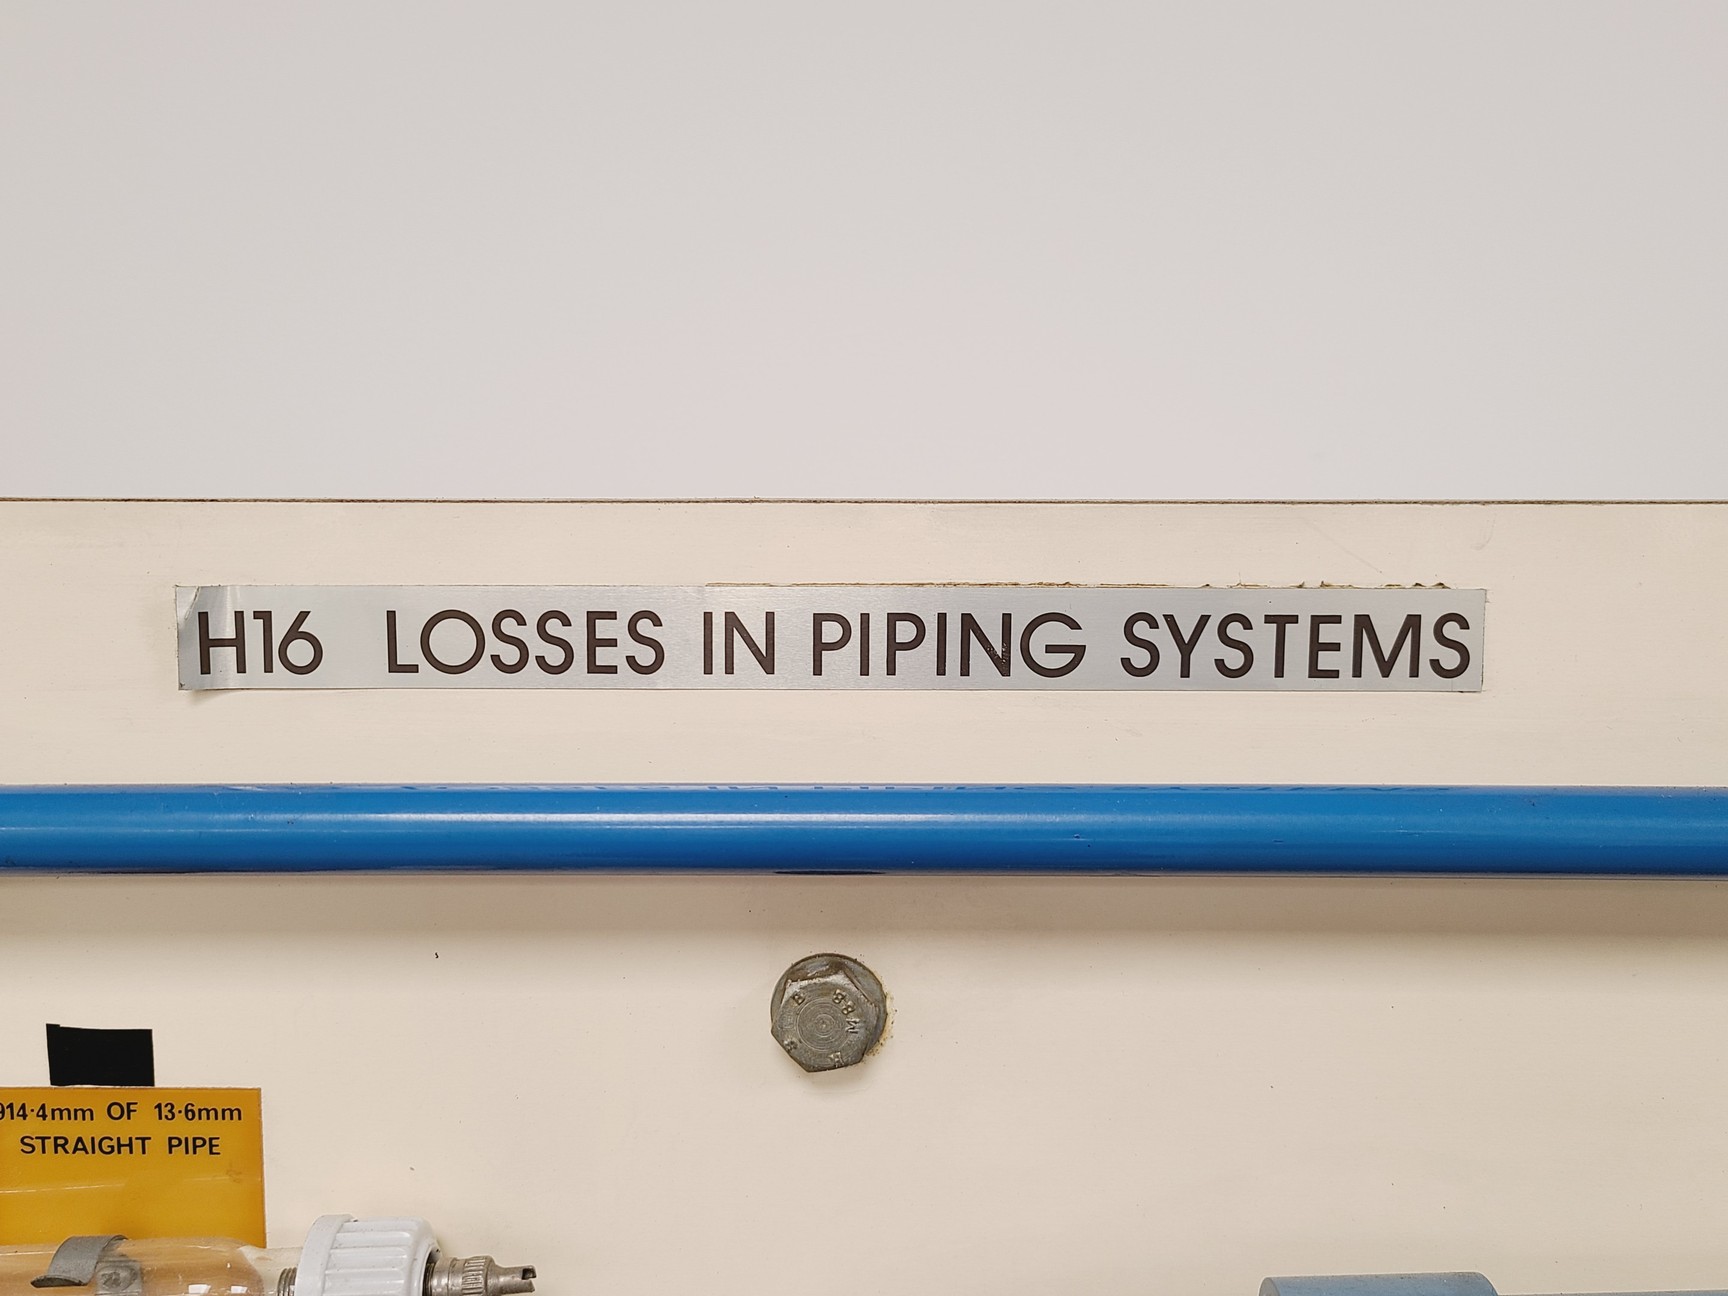 H16 LOSSES IN PIPING SYSTEMS
914·4mm OF 13·6mm
STRAIGHT PIPE